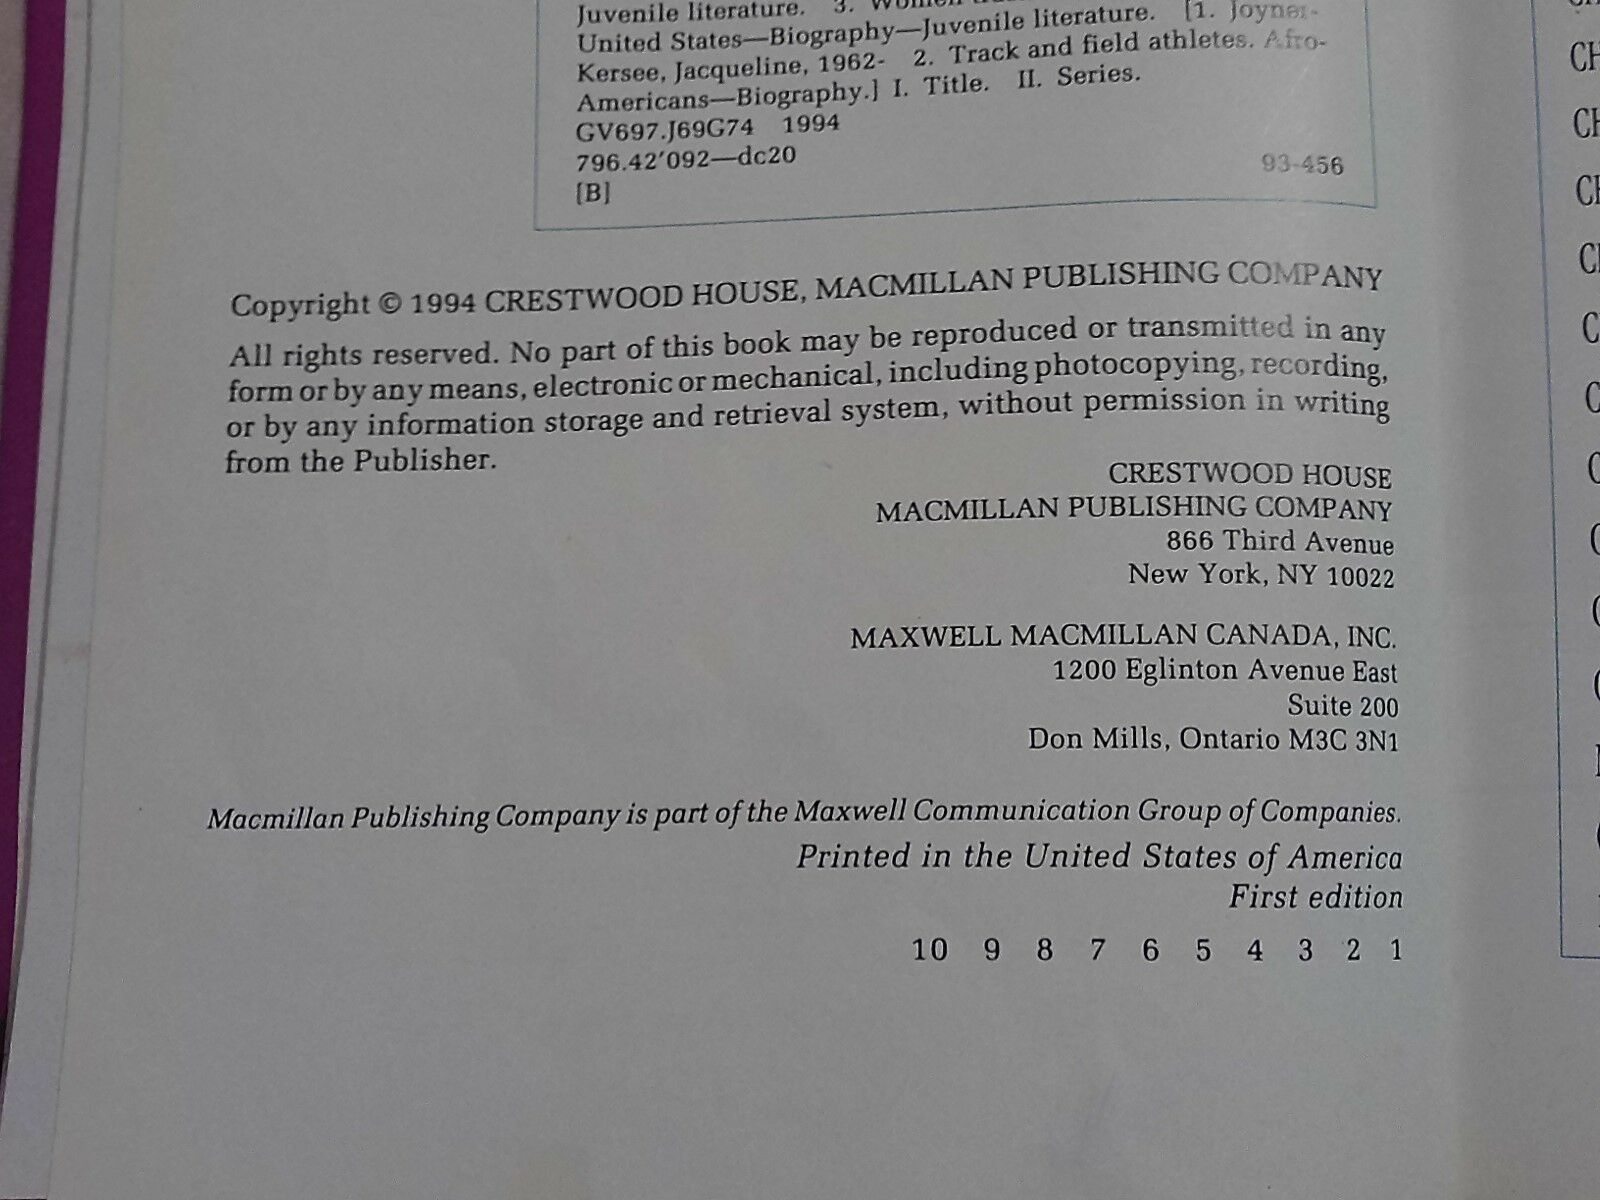 Juvenile literature. 3. Women
United States—Biography—Juvenile literature. [1. Joyner-
Kersee, Jacqueline, 1962- 2. Track and field athletes. Afro-
Americans—Biography.] I. Title. II. Series.
GV697.J69G74 1994
796.42'092—dc20
93-456
[B]
Copyright © 1994 CRESTWOOD HOUSE, MACMILLAN PUBLISHING COMPANY
All rights reserved. No part of this book may be reproduced or transmitted in any
form or by any means, electronic or mechanical, including photocopying, recording,
or by any information storage and retrieval system, without permission in writing
from the Publisher.
CRESTWOOD HOUSE
MACMILLAN PUBLISHING COMPANY
866 Third Avenue
New York, NY 10022
MAXWELL MACMILLAN CANADA, INC.
1200 Eglinton Avenue East
Suite 200
Don Mills, Ontario M3C 3N1
Macmillan Publishing Company is part of the Maxwell Communication Group of Companies.
Printed in the United States of America
First edition
10 9 8 7 6 5 4 3 2 1